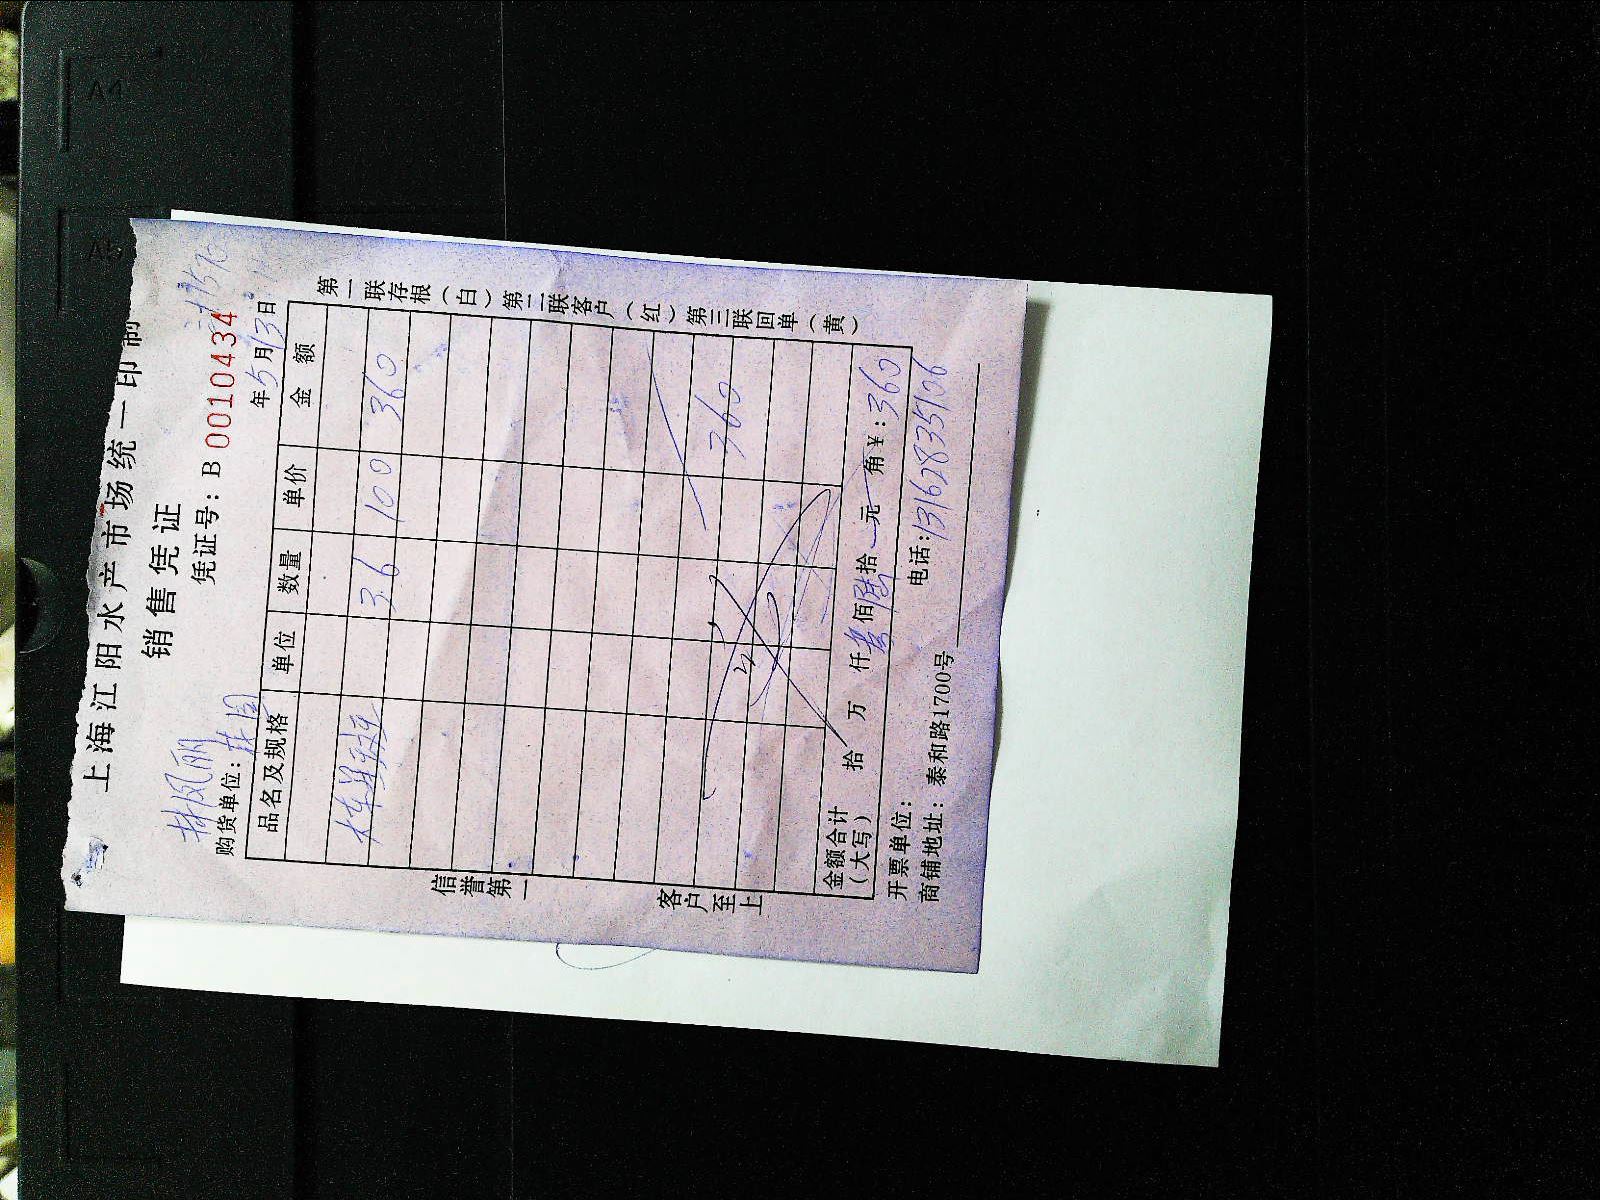 上海江阳水产市场统一印制
销售凭证
凭证号：B 0010434
购货单位：
年5月13日
品名及规格 单位 数量 单价 金额
3.6 100 360
360
金额合计（大写） 拾 万 仟 佰 拾 元 角 ¥：360
开票单位： 电话：13162835106
商铺地址：泰和路1700号
信誉第一 客户至上
第一联存根（白）第二联客户（红）第三联回单（黄）
A4
A5